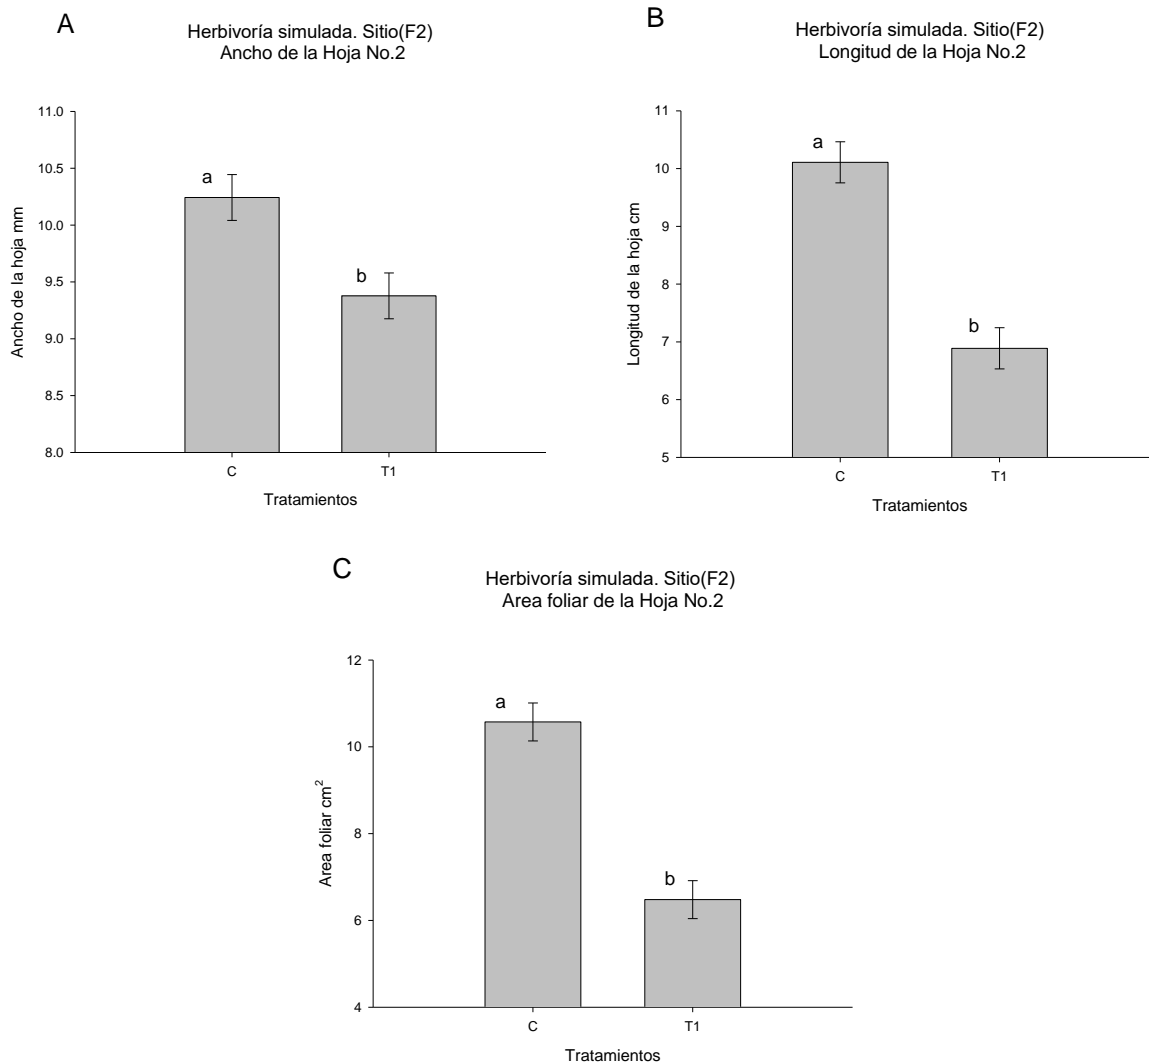 A
Herbivoría simulada. Sitio(F2)
Ancho de la Hoja No.2
Ancho de la hoja mm
11.0
10.5
10.0
9.5
9.0
8.5
8.0
a
b
C
T1
Tratamientos
B
Herbivoría simulada. Sitio(F2)
Longitud de la Hoja No.2
Longitud de la hoja cm
11
10
9
8
7
6
5
a
b
C
T1
Tratamientos
C
Herbivoría simulada. Sitio(F2)
Area foliar de la Hoja No.2
Area foliar cm²
12
10
8
6
4
a
b
C
T1
Tratamientos